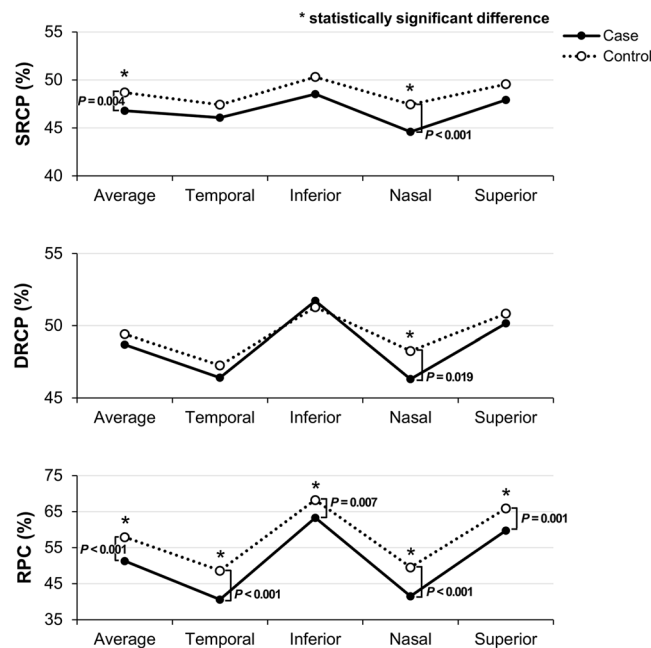 * statistically significant difference
Case
Control
SRCP (%)
55
50
45
40
*
P = 0.004
*
P < 0.001
Average Temporal Inferior Nasal Superior
DRCP (%)
55
50
45
*
P = 0.019
Average Temporal Inferior Nasal Superior
RPC (%)
75
65
55
45
35
*
P < 0.001
*
P < 0.001
*
P = 0.007
*
P < 0.001
*
P = 0.001
Average Temporal Inferior Nasal Superior